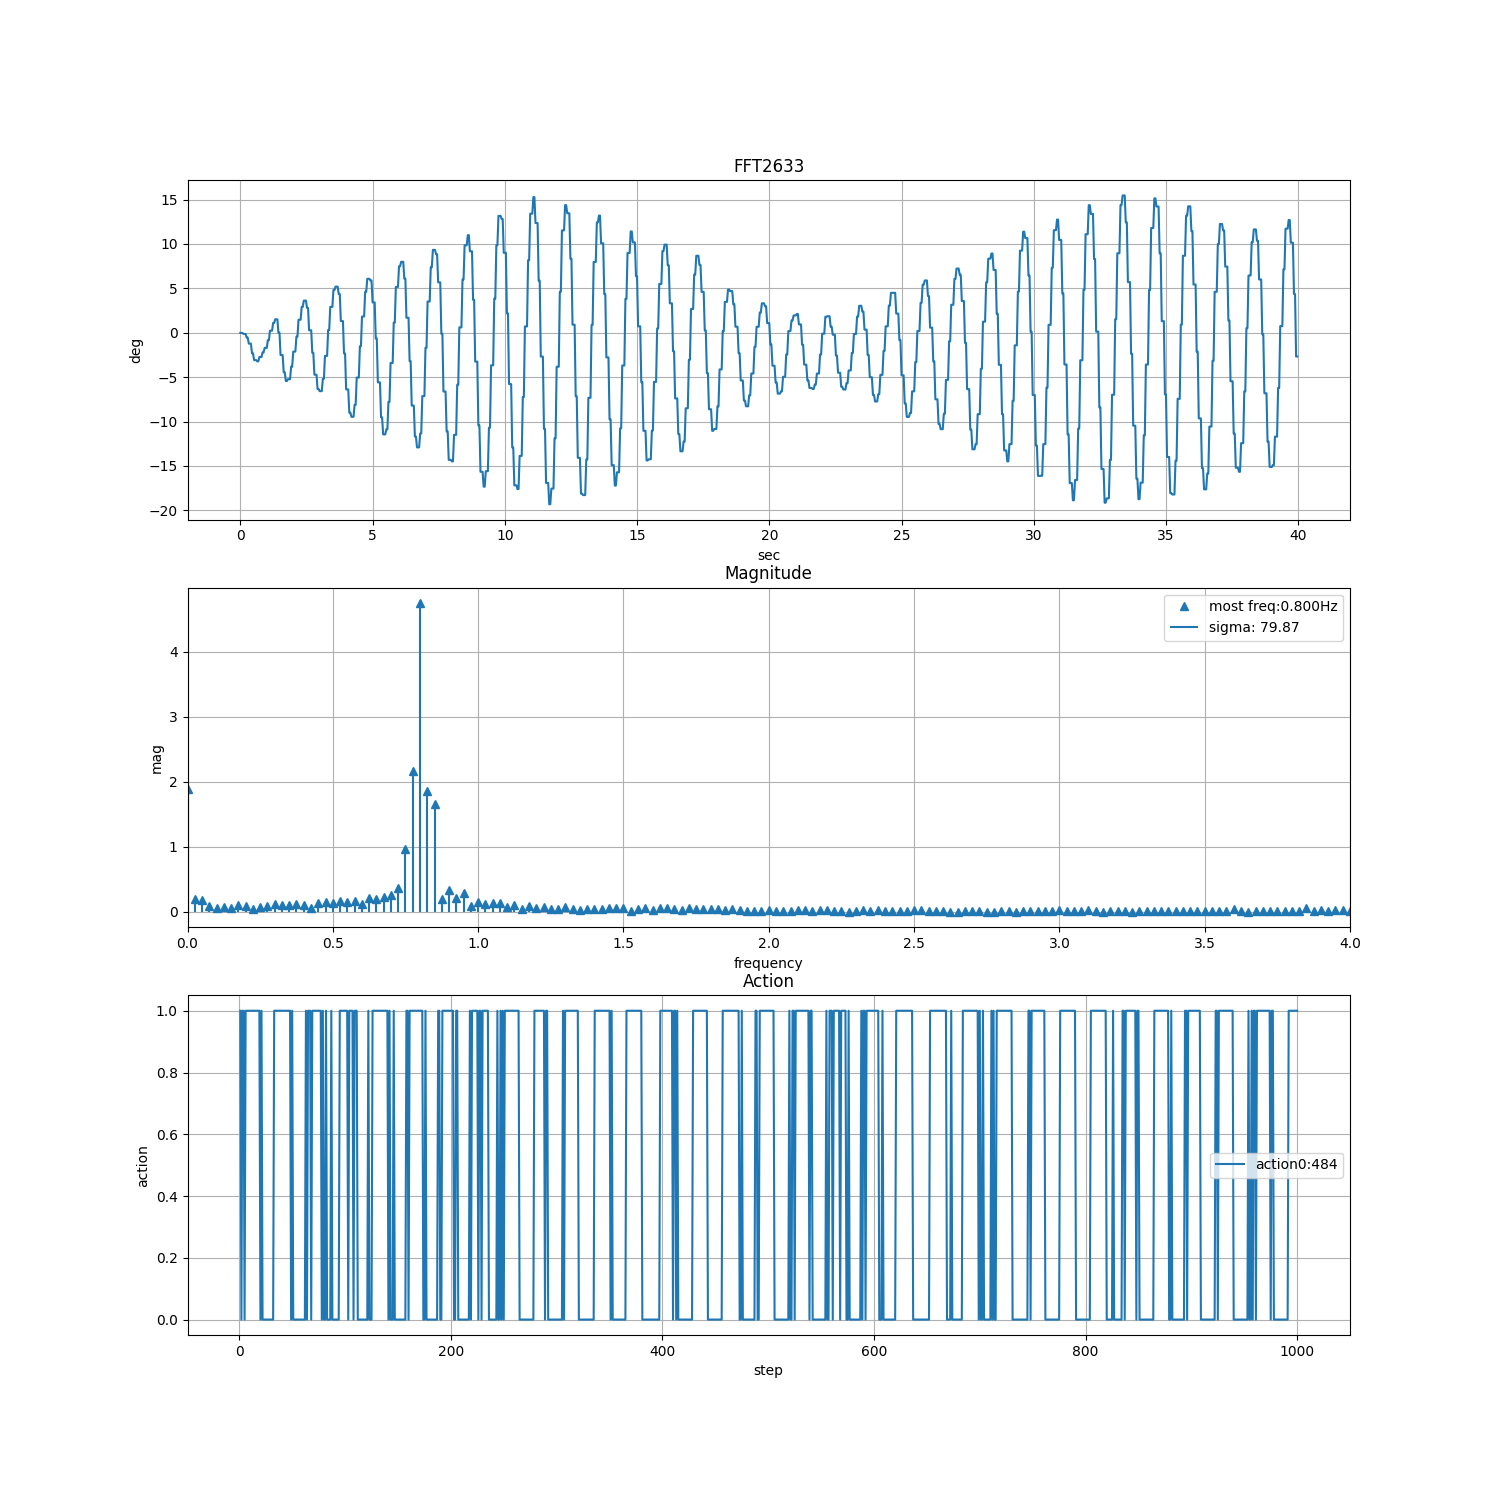 FFT2633
15
10
5
0
−5
−10
−15
−20
deg
0 5 10 15 20 25 30 35 40
sec
Magnitude
most freq:0.800Hz
sigma: 79.87
4
3
2
1
0
mag
0.0 0.5 1.0 1.5 2.0 2.5 3.0 3.5 4.0
frequency
Action
1.0
0.8
0.6
0.4
0.2
0.0
action
action0:484
0 200 400 600 800 1000
step